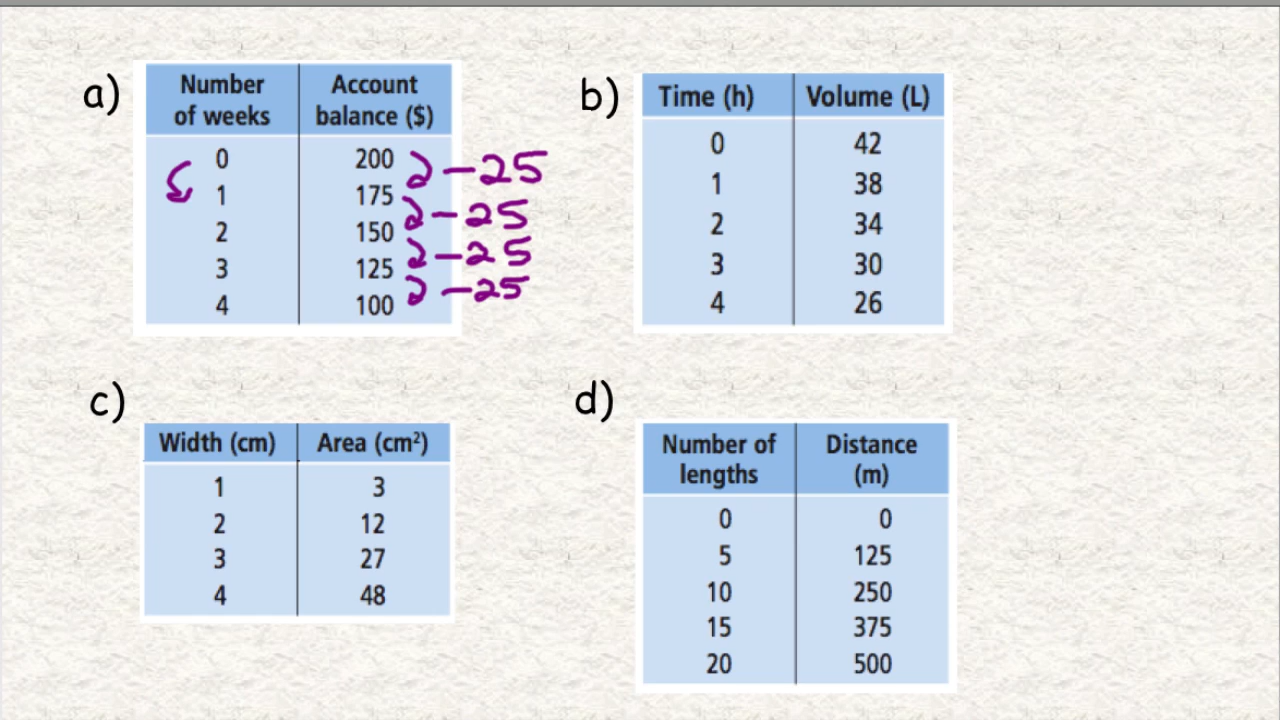 a)
Number of weeks | Account balance ($)
0 | 200
1 | 175
2 | 150
3 | 125
4 | 100
-25
-25
-25
-25
b)
Time (h) | Volume (L)
0 | 42
1 | 38
2 | 34
3 | 30
4 | 26
c)
Width (cm) | Area (cm²)
1 | 3
2 | 12
3 | 27
4 | 48
d)
Number of lengths | Distance (m)
0 | 0
5 | 125
10 | 250
15 | 375
20 | 500